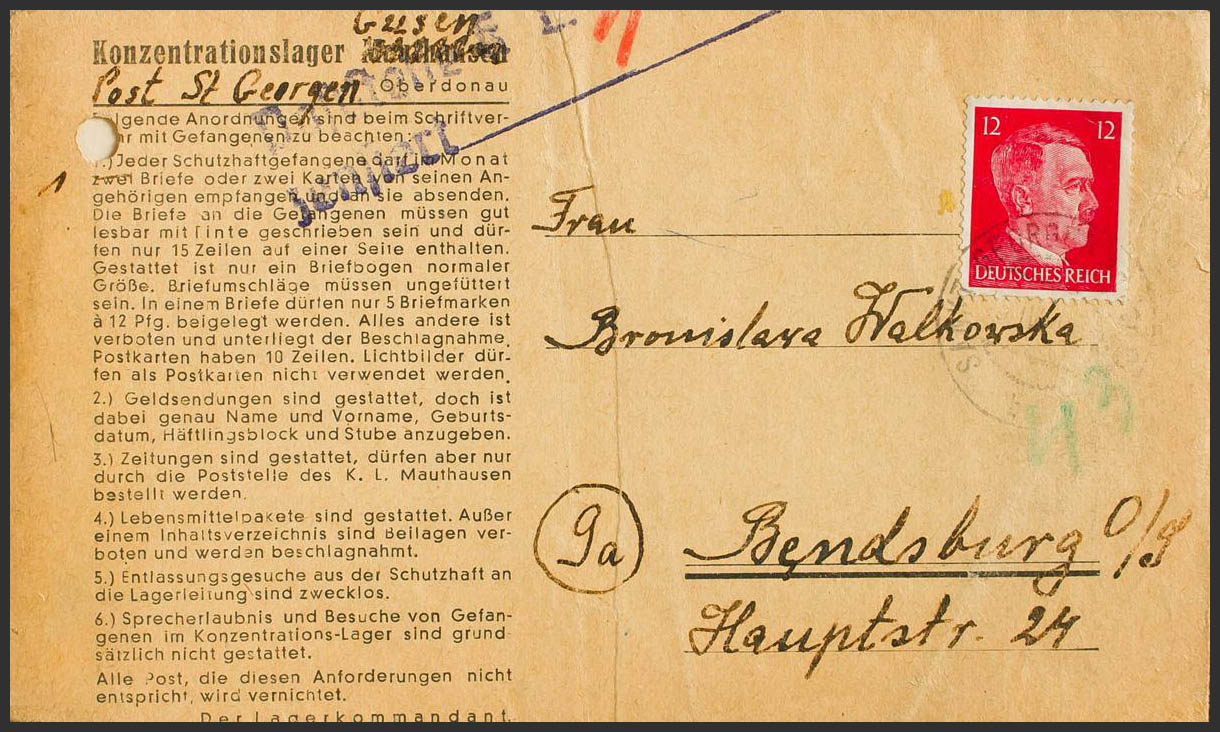 Gusen
Konzentrationslager
Post St Georgen Oberdonau
Folgende Anordnungen sind beim Schriftver-
kehr mit Gefangenen zu beachten:
1.) Jeder Schutzhaftgefangene darf im Monat
zwei Briefe oder zwei Karten von seinen An-
gehörigen empfangen und an sie absenden.
Die Briefe an die Gefangenen müssen gut
lesbar mit Tinte geschrieben sein und dür-
fen nur 15 Zeilen auf einer Seite enthalten.
Gestattet ist nur ein Briefbogen normaler
Größe. Briefumschläge müssen ungefüttert
sein. In einem Briefe dürfen nur 5 Briefmarken
à 12 Pfg. beigelegt werden. Alles andere ist
verboten und unterliegt der Beschlagnahme.
Postkarten haben 10 Zeilen. Lichtbilder dür-
fen als Postkarten nicht verwendet werden.
2.) Geldsendungen sind gestattet, doch ist
dabei genau Name und Vorname, Geburts-
datum, Häftlingsblock und Stube anzugeben.
3.) Zeitungen sind gestattet, dürfen aber nur
durch die Poststelle des K. L. Mauthausen
bestellt werden.
4.) Lebensmittelpakete sind gestattet. Außer
einem Inhaltsverzeichnis sind Beilagen ver-
boten und werden beschlagnahmt.
5.) Entlassungsgesuche aus der Schutzhaft an
die Lagerleitung sind zwecklos.
6.) Sprecherlaubnis und Besuche von Gefan-
genen im Konzentrations-Lager sind grund-
sätzlich nicht gestattet.
Alle Post, die diesen Anforderungen nicht
entspricht, wird vernichtet.
Der Lagerkommandant.
12 12
DEUTSCHES REICH
Frau
Bronislawa Walkowska
9a Bendsburg O/S
Hauptstr. 24